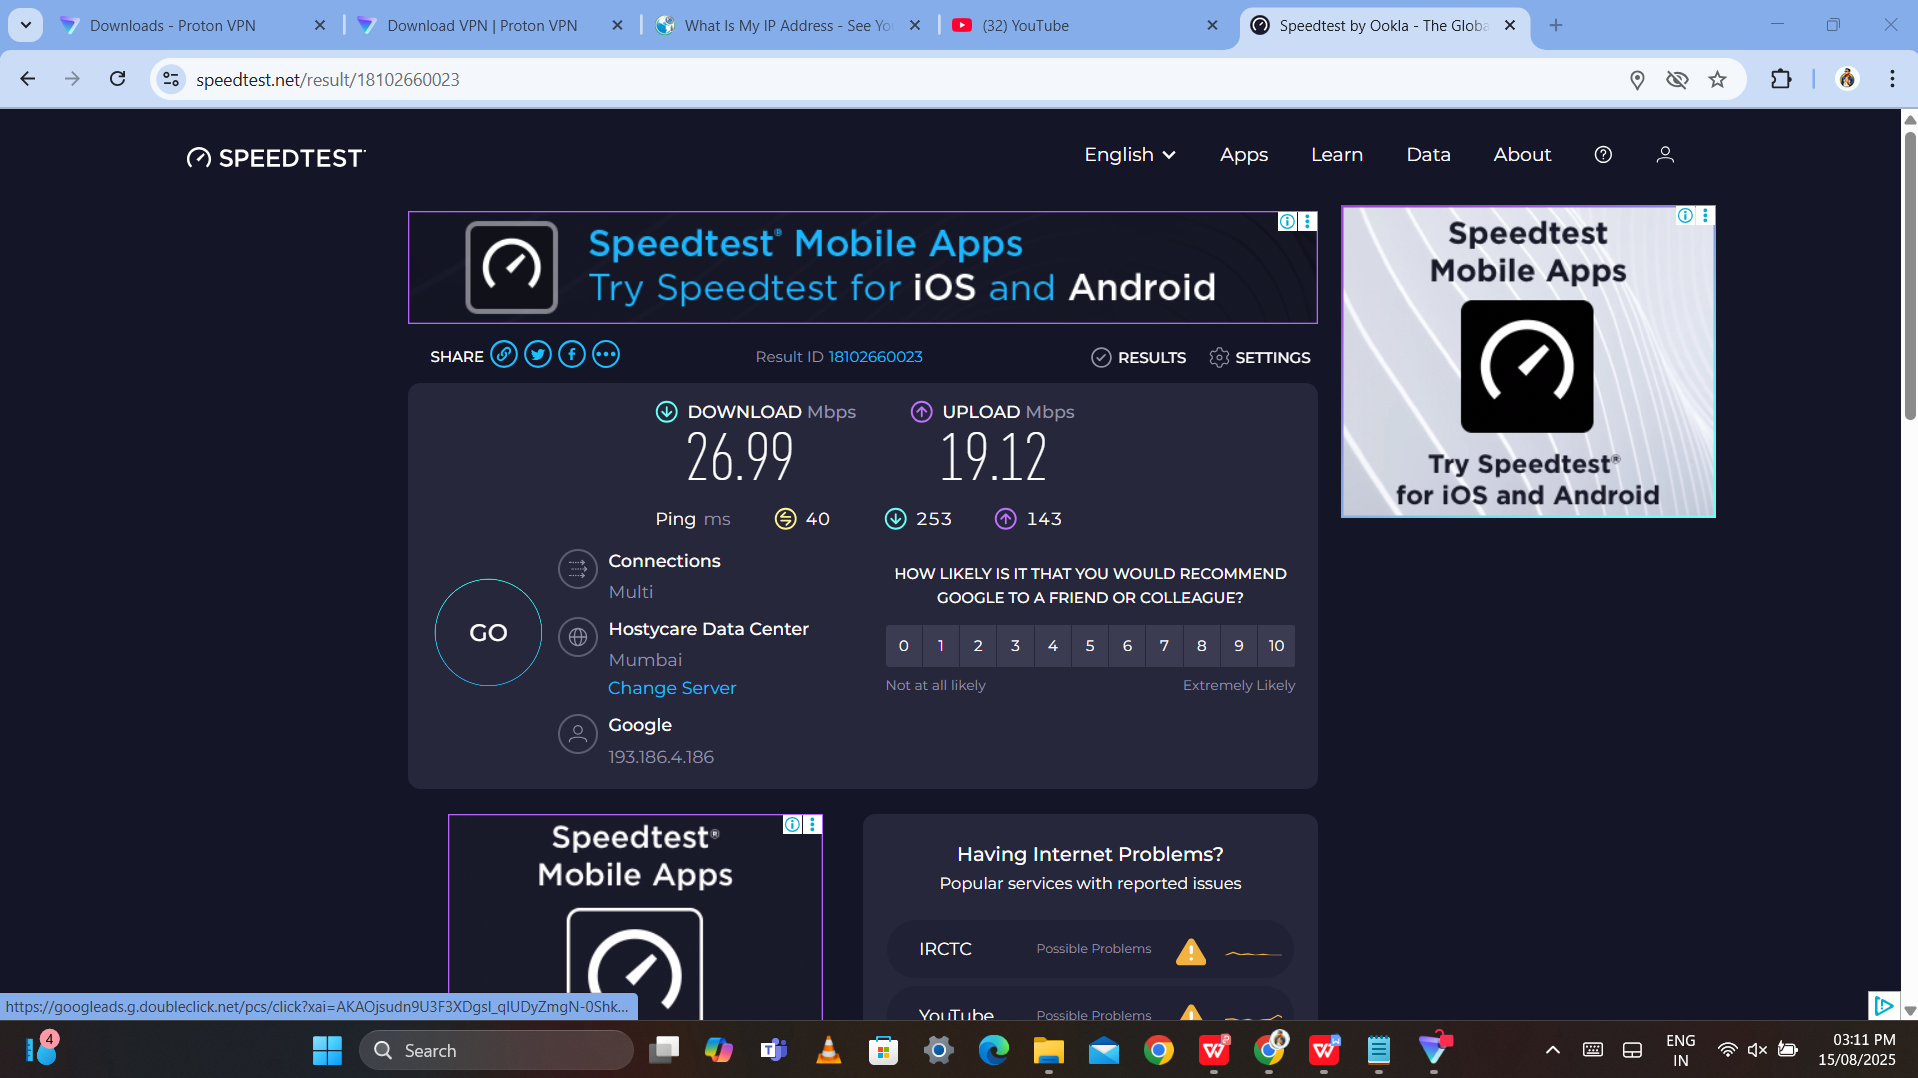 Downloads - Proton VPN
Download VPN | Proton VPN
What Is My IP Address - See Yo
(32) YouTube
Speedtest by Ookla - The Globa
speedtest.net/result/18102660023
SPEEDTEST
English
Apps
Learn
Data
About
Speedtest® Mobile Apps
Try Speedtest for iOS and Android
Speedtest
Mobile Apps
Try Speedtest®
for iOS and Android
SHARE
Result ID 18102660023
RESULTS
SETTINGS
DOWNLOAD Mbps
26.99
UPLOAD Mbps
19.12
Ping ms
40
253
143
GO
Connections
Multi
Hostycare Data Center
Mumbai
Change Server
Google
193.186.4.186
HOW LIKELY IS IT THAT YOU WOULD RECOMMEND
GOOGLE TO A FRIEND OR COLLEAGUE?
0 1 2 3 4 5 6 7 8 9 10
Not at all likely
Extremely Likely
Speedtest®
Mobile Apps
Having Internet Problems?
Popular services with reported issues
IRCTC
Possible Problems
YouTube
Possible Problems
https://googleads.g.doubleclick.net/pcs/click?xai=AKAOjsudn9U3F3XDgsI_qIUDyZmgN-0Shk...
4
Search
ENG
IN
03:11 PM
15/08/2025